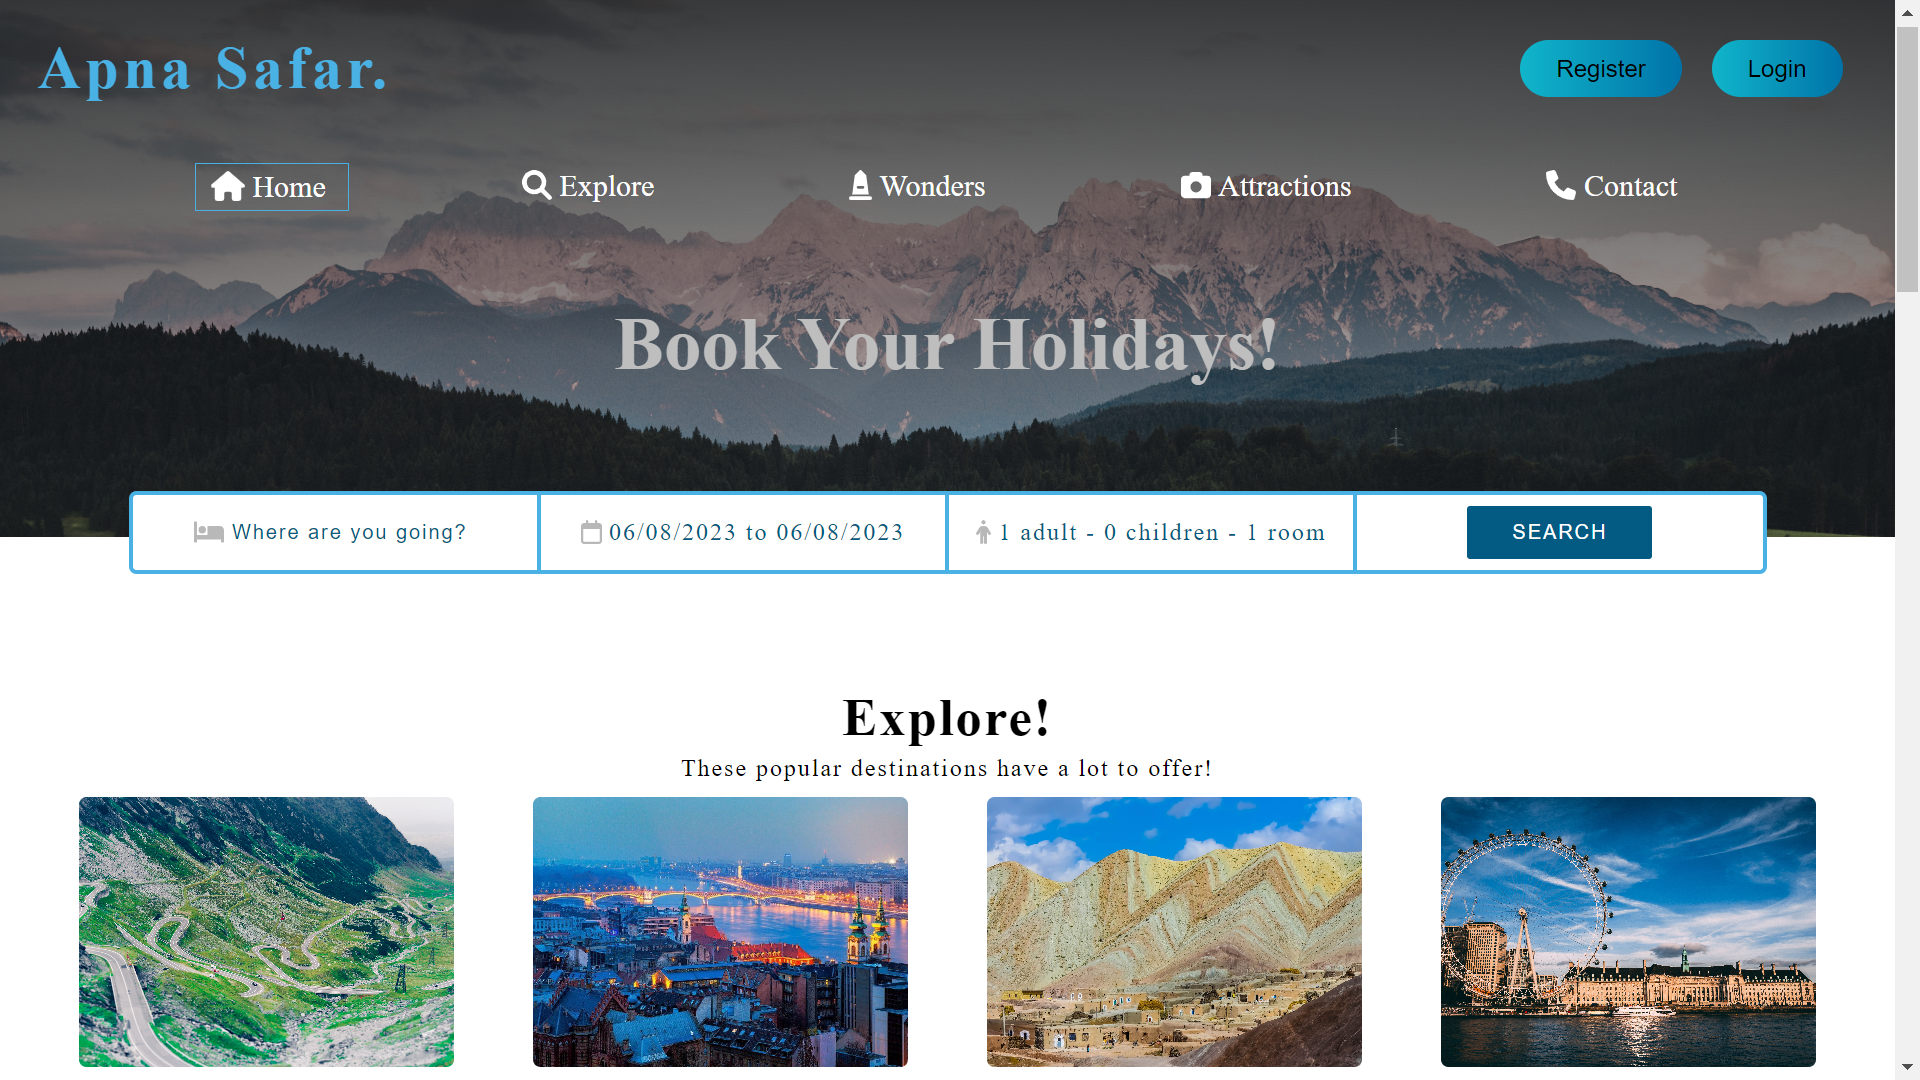 Apna Safar.
Register
Login
Home
Explore
Wonders
Attractions
Contact
Book Your Holidays!
Where are you going?
06/08/2023 to 06/08/2023
1 adult - 0 children - 1 room
SEARCH
Explore!
These popular destinations have a lot to offer!